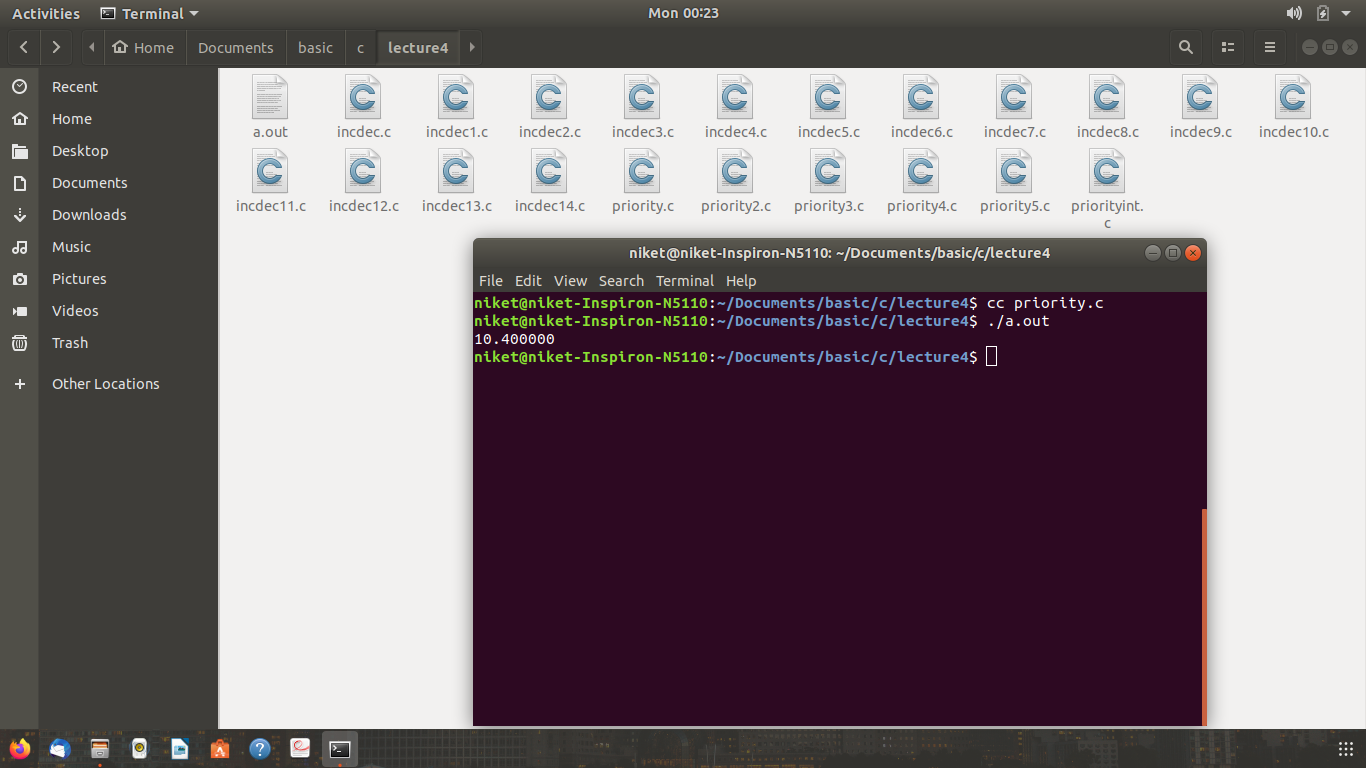 Activities Terminal Mon 00:23
Home Documents basic c lecture4
Recent
Home
Desktop
Documents
Downloads
Music
Pictures
Videos
Trash
Other Locations
a.out incdec.c incdec1.c incdec2.c incdec3.c incdec4.c incdec5.c incdec6.c incdec7.c incdec8.c incdec9.c incdec10.c
incdec11.c incdec12.c incdec13.c incdec14.c priority.c priority2.c priority3.c priority4.c priority5.c priorityint.
c
niket@niket-Inspiron-N5110: ~/Documents/basic/c/lecture4
File Edit View Search Terminal Help
niket@niket-Inspiron-N5110:~/Documents/basic/c/lecture4$ cc priority.c
niket@niket-Inspiron-N5110:~/Documents/basic/c/lecture4$ ./a.out
10.400000
niket@niket-Inspiron-N5110:~/Documents/basic/c/lecture4$